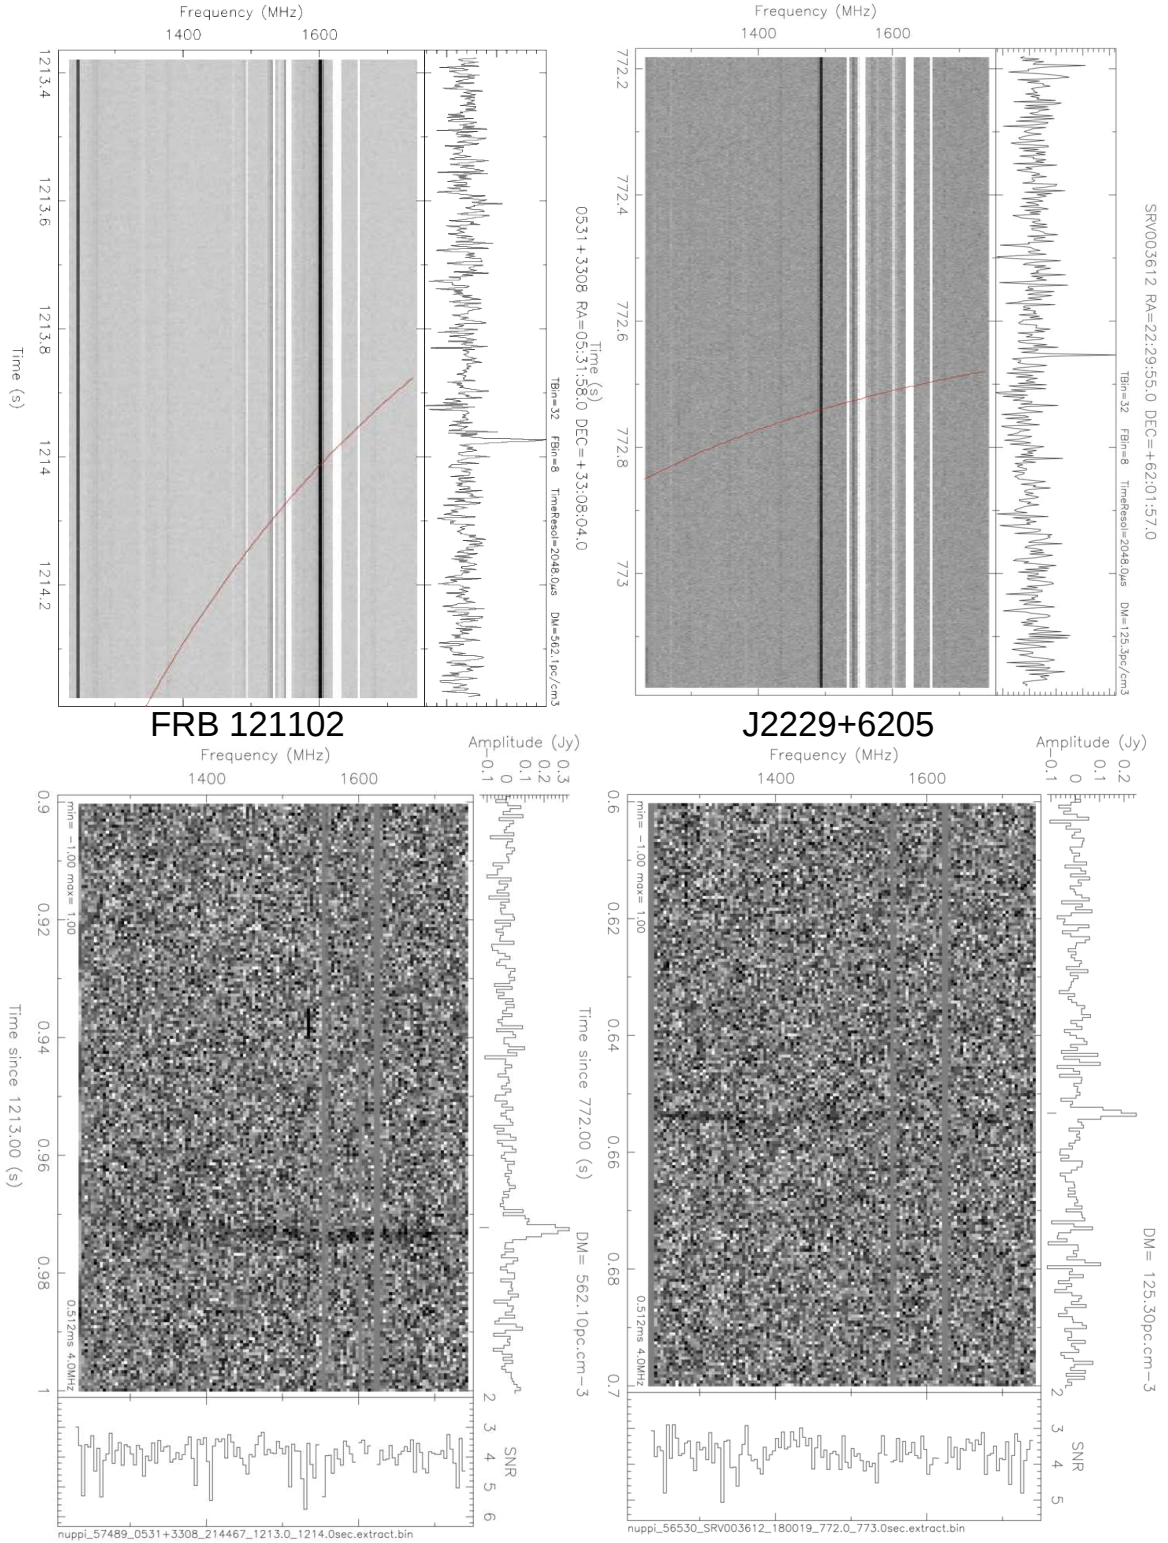 Frequency (MHz)
1400 1600
1213.4 1213.6 1213.8 1214 1214.2
Time (s)
0531+3308 RA=05:31:58.0 DEC=+33:08:04.0
TBin=32 FBin=8 TimeResol=2048.0µs DM=562.1pc/cm3
FRB 121102
Frequency (MHz)
1400 1600
772.2 772.4 772.6 772.8 773
Time (s)
SRV003612 RA=22:29:55.0 DEC=+62:01:57.0
TBin=32 FBin=8 TimeResol=2048.0µs DM=125.3pc/cm3
J2229+6205
Frequency (MHz)
1400 1600
Amplitude (Jy)
-0.1 0 0.1 0.2 0.3
0.9 0.92 0.94 0.96 0.98 1
Time since 1213.00 (s)
min= -1.00 max= 1.00
0.512ms 4.0MHz
DM= 562.10pc.cm-3
2 3 4 5 6
SNR
nuppi_57489_0531+3308_214467_1213.0_1214.0sec.extract.bin
Frequency (MHz)
1400 1600
Amplitude (Jy)
-0.1 0 0.1 0.2
0.6 0.62 0.64 0.66 0.68 0.7
Time since 772.00 (s)
min= -1.00 max= 1.00
0.512ms 4.0MHz
DM= 125.30pc.cm-3
2 3 4 5
SNR
nuppi_56530_SRV003612_180019_772.0_773.0sec.extract.bin